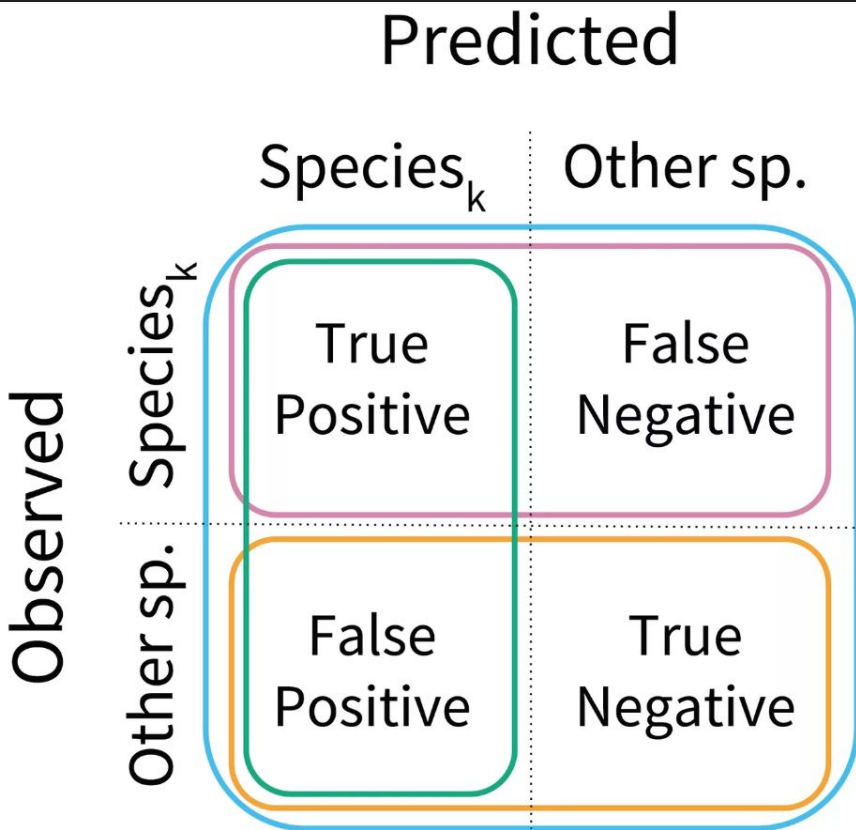 Predicted
Species_k
Other sp.
Observed
Species_k
True
Positive
False
Negative
Other sp.
False
Positive
True
Negative